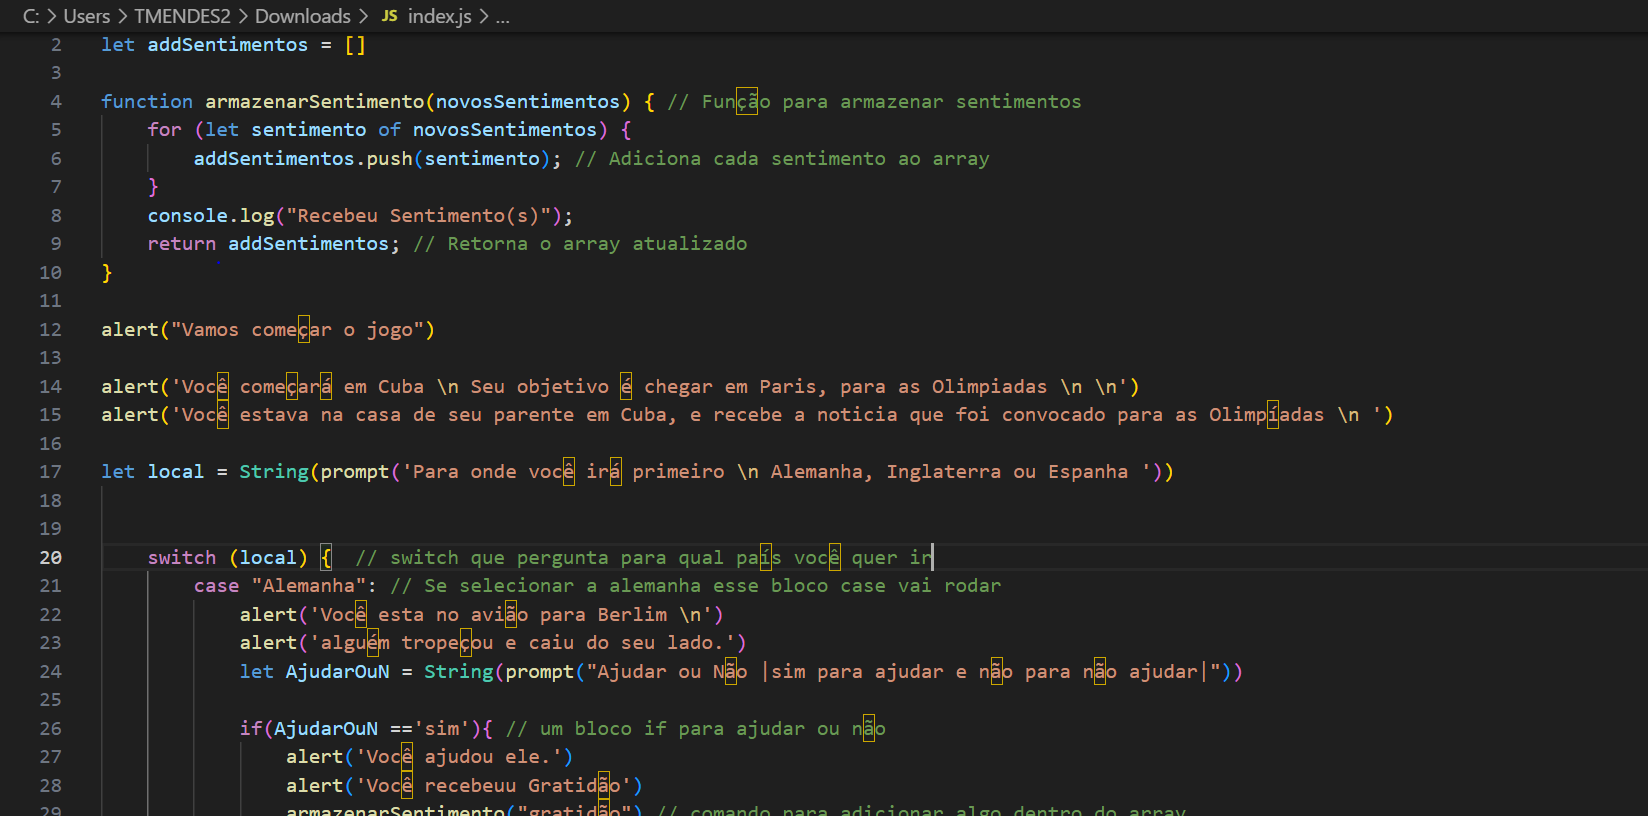 C: > Users > TMENDES2 > Downloads > JS index.js > ...
2 let addSentimentos = []
3
4 function armazenarSentimento(novosSentimentos) { // Função para armazenar sentimentos
5 for (let sentimento of novosSentimentos) {
6 addSentimentos.push(sentimento); // Adiciona cada sentimento ao array
7 }
8 console.log("Recebeu Sentimento(s)");
9 return addSentimentos; // Retorna o array atualizado
10 }
11
12 alert("Vamos começar o jogo")
13
14 alert('Você começará em Cuba \n Seu objetivo é chegar em Paris, para as Olimpiadas \n \n')
15 alert('Você estava na casa de seu parente em Cuba, e recebe a noticia que foi convocado para as Olimpíadas \n ')
16
17 let local = String(prompt('Para onde você irá primeiro \n Alemanha, Inglaterra ou Espanha '))
18
19
20 switch (local) { // switch que pergunta para qual país você quer ir
21 case "Alemanha": // Se selecionar a alemanha esse bloco case vai rodar
22 alert('Você esta no avião para Berlim \n')
23 alert('alguém tropeçou e caiu do seu lado.')
24 let AjudarOuN = String(prompt("Ajudar ou Não |sim para ajudar e não para não ajudar|"))
25
26 if(AjudarOuN =='sim'){ // um bloco if para ajudar ou não
27 alert('Você ajudou ele.')
28 alert('Você recebeuu Gratidão')
29 armazenarSentimento("gratidão") // comando para adicionar algo dentro do array